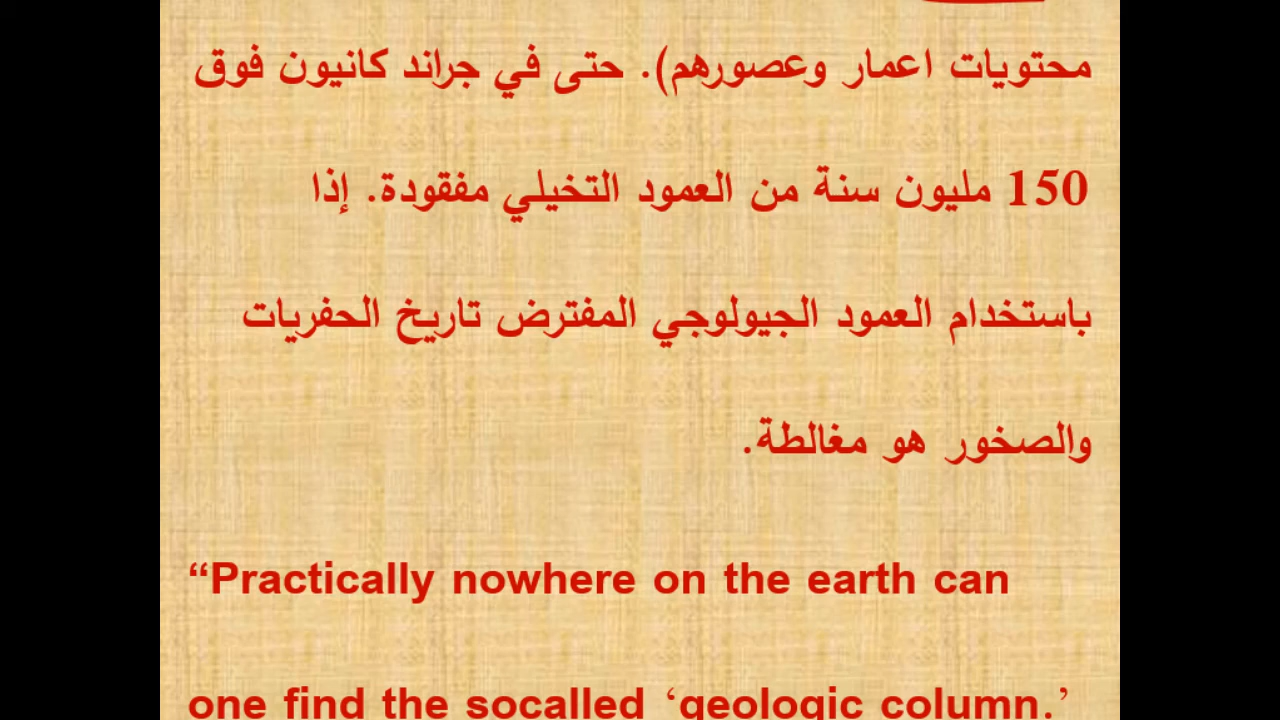 محتويات اعمار وعصورهم). حتى في جراند كانيون فوق
150 مليون سنة من العمود التخيلي مفقودة. إذا
باستخدام العمود الجيولوجي المفترض تاريخ الحفريات
والصخور هو مغالطة.
“Practically nowhere on the earth can
one find the socalled ‘geologic column.’